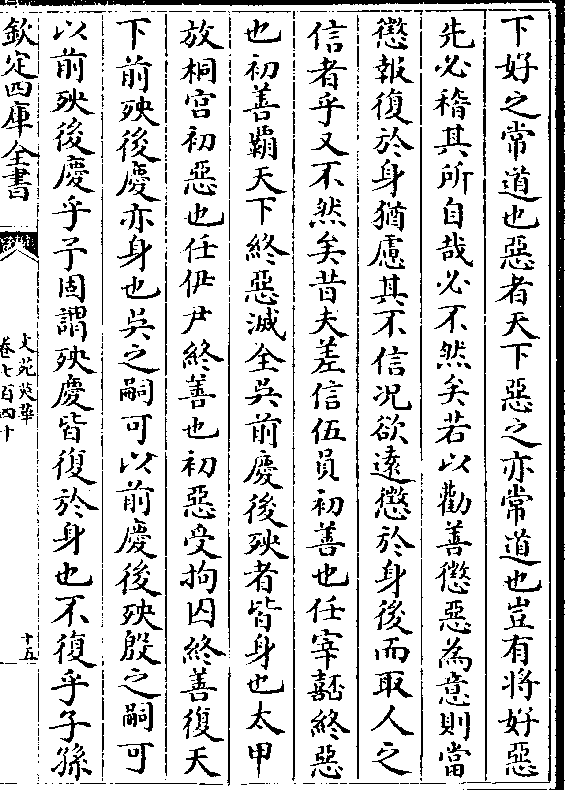 下好之常道也惡者天下惡之亦常道也豈有將好惡
先必稽其所自哉必不然矣若以勸善懲惡為意則當
懲報復於身猶慮其不信况欲逺懲於身後而取人之
信者乎又不然矣昔夫差信伍員初善也任宰嚭終惡
也初善霸天下終惡滅全吳前慶後殃者皆身也太甲
放桐宫初惡也任伊尹終善也初惡受拘囚終善復天
下前殃後慶亦身也吳之嗣可以前慶後殃殷之嗣可
以前殃後慶乎予固謂殃慶皆復於身也不復乎子孫
欽定四庫全書
文苑英華
卷七百四十
十五